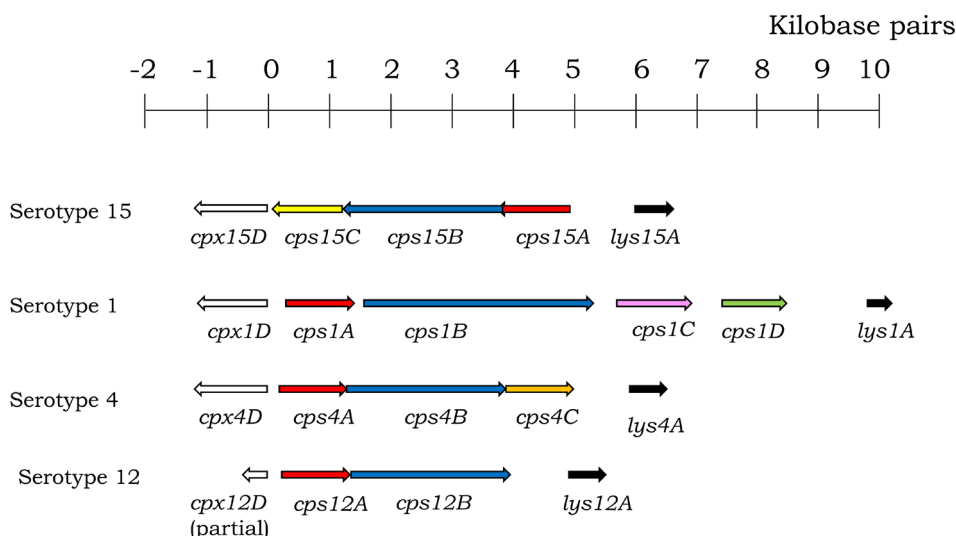 Kilobase pairs
-2 -1 0 1 2 3 4 5 6 7 8 9 10
Serotype 15
cpx15D cps15C cps15B cps15A lys15A
Serotype 1
cpx1D cps1A cps1B cps1C cps1D lys1A
Serotype 4
cpx4D cps4A cps4B cps4C lys4A
Serotype 12
cpx12D cps12A cps12B lys12A
(partial)